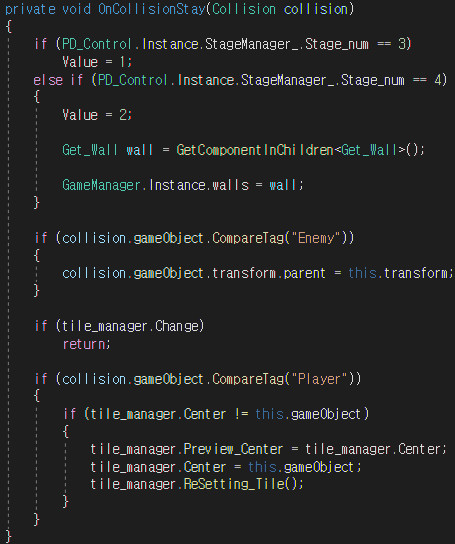 private void OnCollisionStay(Collision collision)
{
if (PD_Control.Instance.StageManager_.Stage_num == 3)
Value = 1;
else if (PD_Control.Instance.StageManager_.Stage_num == 4)
{
Value = 2;
Get_Wall wall = GetComponentInChildren<Get_Wall>();
GameManager.Instance.walls = wall;
}
if (collision.gameObject.CompareTag("Enemy"))
{
collision.gameObject.transform.parent = this.transform;
}
if (tile_manager.Change)
return;
if (collision.gameObject.CompareTag("Player"))
{
if (tile_manager.Center != this.gameObject)
{
tile_manager.Preview_Center = tile_manager.Center;
tile_manager.Center = this.gameObject;
tile_manager.ReSetting_Tile();
}
}
}